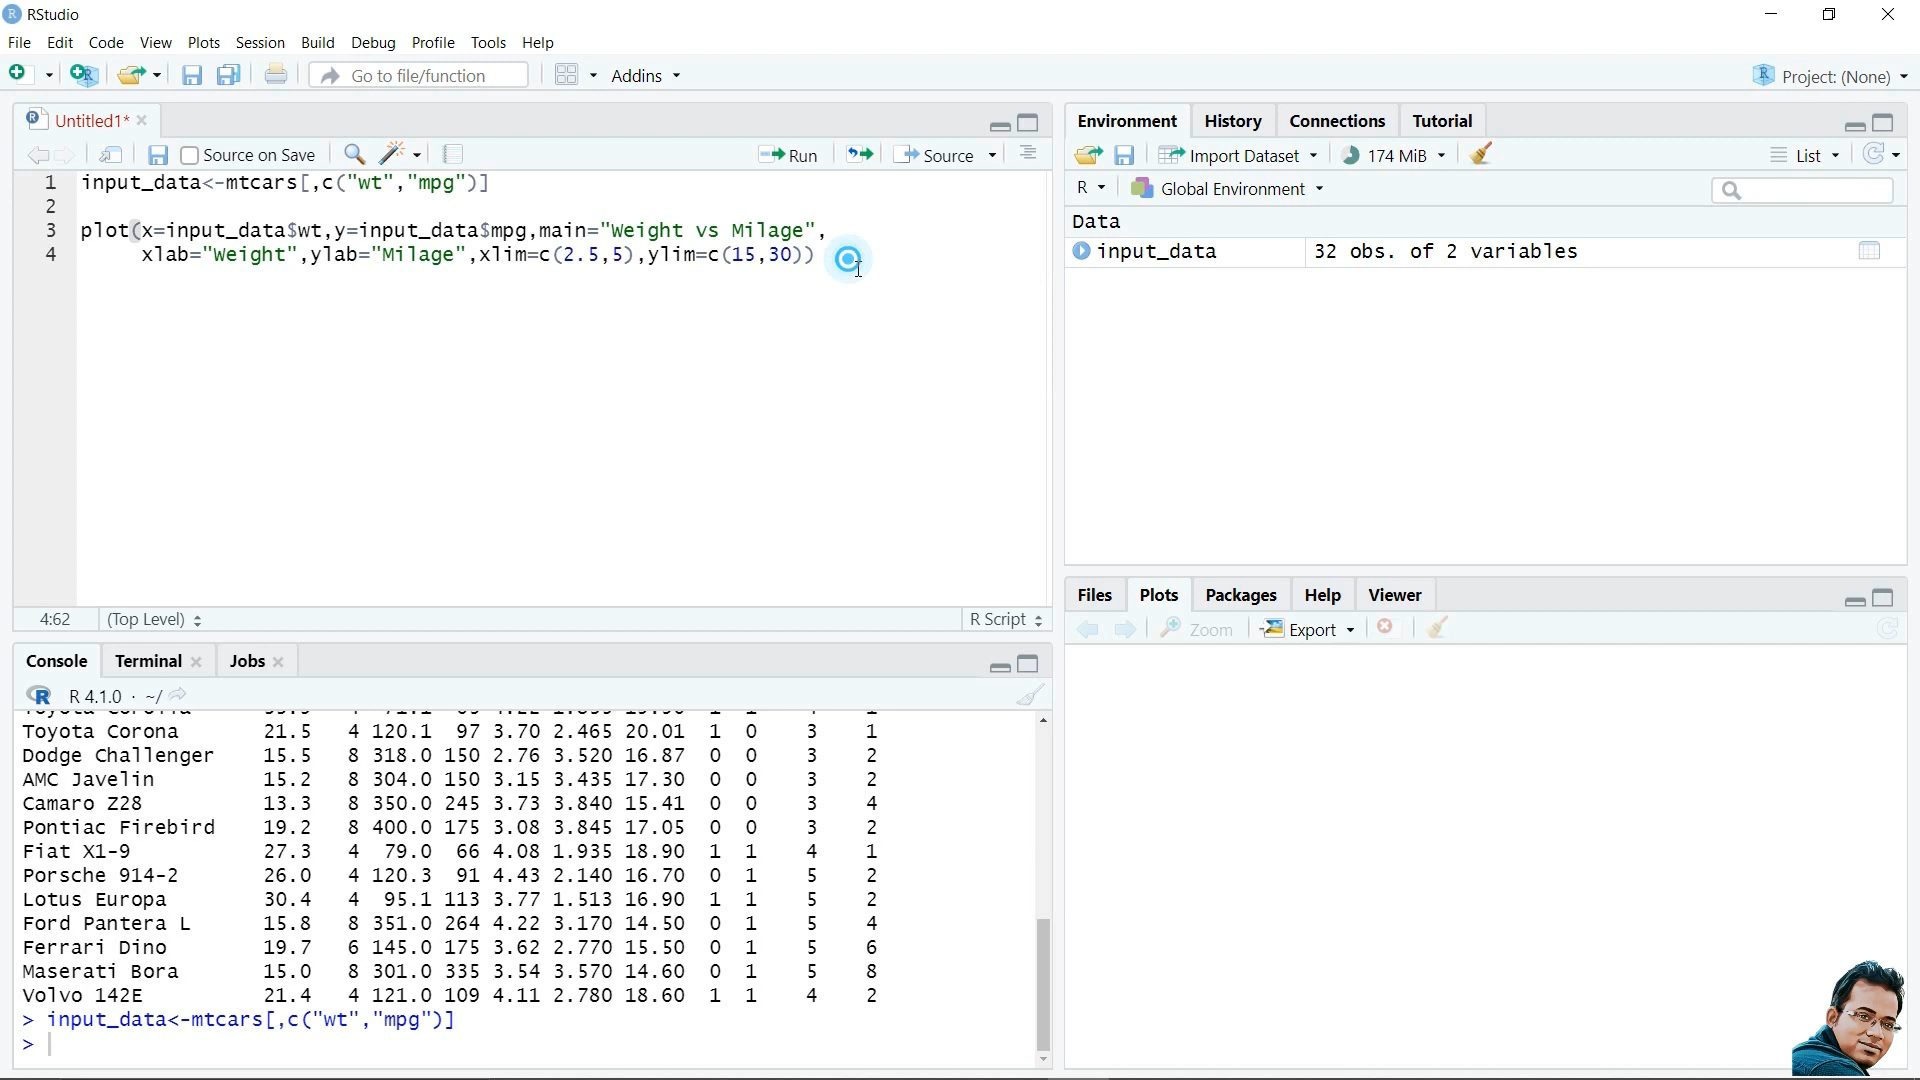 RStudio
File Edit Code View Plots Session Build Debug Profile Tools Help
Go to file/function Addins Project: (None)
Untitled1*
Source on Save Run Source
1 input_data<-mtcars[,c("wt","mpg")]
2
3 plot(x=input_data$wt,y=input_data$mpg,main="Weight vs Milage",
4 xlab="Weight",ylab="Milage",xlim=c(2.5,5),ylim=c(15,30))
4:62 (Top Level) R Script
Console Terminal Jobs
R 4.1.0 · ~/
Toyota Corona 21.5 4 120.1 97 3.70 2.465 20.01 1 0 3 1
Dodge Challenger 15.5 8 318.0 150 2.76 3.520 16.87 0 0 3 2
AMC Javelin 15.2 8 304.0 150 3.15 3.435 17.30 0 0 3 2
Camaro Z28 13.3 8 350.0 245 3.73 3.840 15.41 0 0 3 4
Pontiac Firebird 19.2 8 400.0 175 3.08 3.845 17.05 0 0 3 2
Fiat X1-9 27.3 4 79.0 66 4.08 1.935 18.90 1 1 4 1
Porsche 914-2 26.0 4 120.3 91 4.43 2.140 16.70 0 1 5 2
Lotus Europa 30.4 4 95.1 113 3.77 1.513 16.90 1 1 5 2
Ford Pantera L 15.8 8 351.0 264 4.22 3.170 14.50 0 1 5 4
Ferrari Dino 19.7 6 145.0 175 3.62 2.770 15.50 0 1 5 6
Maserati Bora 15.0 8 301.0 335 3.54 3.570 14.60 0 1 5 8
Volvo 142E 21.4 4 121.0 109 4.11 2.780 18.60 1 1 4 2
> input_data<-mtcars[,c("wt","mpg")]
>
Environment History Connections Tutorial
Import Dataset 174 MiB List
R Global Environment
Data
input_data 32 obs. of 2 variables
Files Plots Packages Help Viewer
Zoom Export